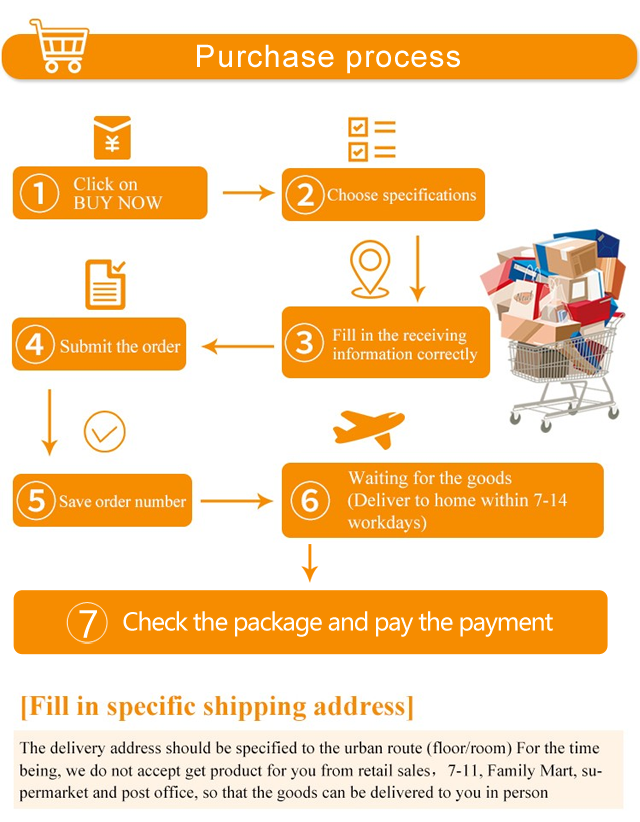 Purchase process
¥
1 Click on
BUY NOW
2 Choose specifications
3 Fill in the receiving
information correctly
4 Submit the order
5 Save order number
6 Waiting for the goods
(Deliver to home within 7-14
workdays)
7 Check the package and pay the payment
[Fill in specific shipping address]
The delivery address should be specified to the urban route (floor/room) For the time
being, we do not accept get product for you from retail sales，7-11, Family Mart, su-
permarket and post office, so that the goods can be delivered to you in person